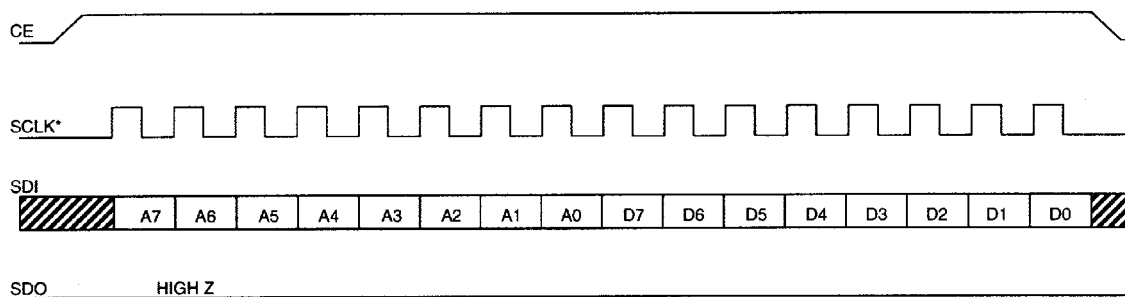 CE
SCLK*
SDI
A7 A6 A5 A4 A3 A2 A1 A0 D7 D6 D5 D4 D3 D2 D1 D0
SDO HIGH Z